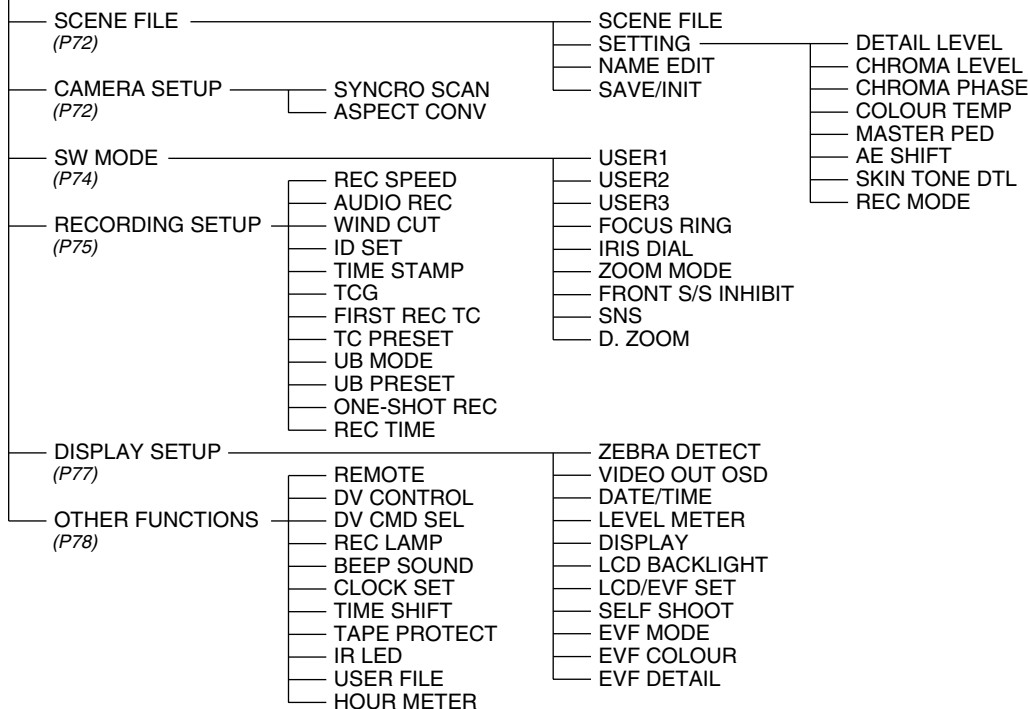 SCENE FILE
(P72)
SCENE FILE
SETTING
NAME EDIT
SAVE/INIT
DETAIL LEVEL
CHROMA LEVEL
CHROMA PHASE
COLOUR TEMP
MASTER PED
AE SHIFT
SKIN TONE DTL
REC MODE
CAMERA SETUP
(P72)
SYNCRO SCAN
ASPECT CONV
SW MODE
(P74)
USER1
USER2
USER3
FOCUS RING
IRIS DIAL
ZOOM MODE
FRONT S/S INHIBIT
SNS
D. ZOOM
RECORDING SETUP
(P75)
REC SPEED
AUDIO REC
WIND CUT
ID SET
TIME STAMP
TCG
FIRST REC TC
TC PRESET
UB MODE
UB PRESET
ONE-SHOT REC
REC TIME
DISPLAY SETUP
(P77)
ZEBRA DETECT
VIDEO OUT OSD
DATE/TIME
LEVEL METER
DISPLAY
LCD BACKLIGHT
LCD/EVF SET
SELF SHOOT
EVF MODE
EVF COLOUR
EVF DETAIL
OTHER FUNCTIONS
(P78)
REMOTE
DV CONTROL
DV CMD SEL
REC LAMP
BEEP SOUND
CLOCK SET
TIME SHIFT
TAPE PROTECT
IR LED
USER FILE
HOUR METER